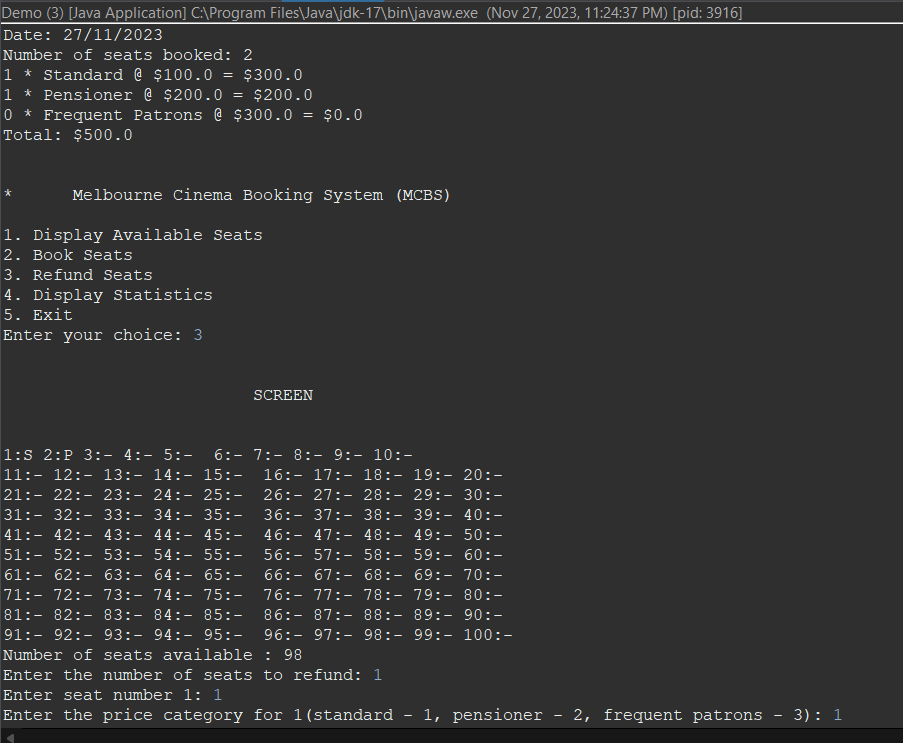 Demo (3) [Java Application] C:\Program Files\Java\jdk-17\bin\javaw.exe  (Nov 27, 2023, 11:24:37 PM) [pid: 3916]
Date: 27/11/2023
Number of seats booked: 2
1 * Standard @ $100.0 = $300.0
1 * Pensioner @ $200.0 = $200.0
0 * Frequent Patrons @ $300.0 = $0.0
Total: $500.0
*      Melbourne Cinema Booking System (MCBS)
1. Display Available Seats
2. Book Seats
3. Refund Seats
4. Display Statistics
5. Exit
Enter your choice: 3
SCREEN
1:S 2:P 3:- 4:- 5:-  6:- 7:- 8:- 9:- 10:-
11:- 12:- 13:- 14:- 15:-  16:- 17:- 18:- 19:- 20:-
21:- 22:- 23:- 24:- 25:-  26:- 27:- 28:- 29:- 30:-
31:- 32:- 33:- 34:- 35:-  36:- 37:- 38:- 39:- 40:-
41:- 42:- 43:- 44:- 45:-  46:- 47:- 48:- 49:- 50:-
51:- 52:- 53:- 54:- 55:-  56:- 57:- 58:- 59:- 60:-
61:- 62:- 63:- 64:- 65:-  66:- 67:- 68:- 69:- 70:-
71:- 72:- 73:- 74:- 75:-  76:- 77:- 78:- 79:- 80:-
81:- 82:- 83:- 84:- 85:-  86:- 87:- 88:- 89:- 90:-
91:- 92:- 93:- 94:- 95:-  96:- 97:- 98:- 99:- 100:-
Number of seats available : 98
Enter the number of seats to refund: 1
Enter seat number 1: 1
Enter the price category for 1(standard - 1, pensioner - 2, frequent patrons - 3): 1